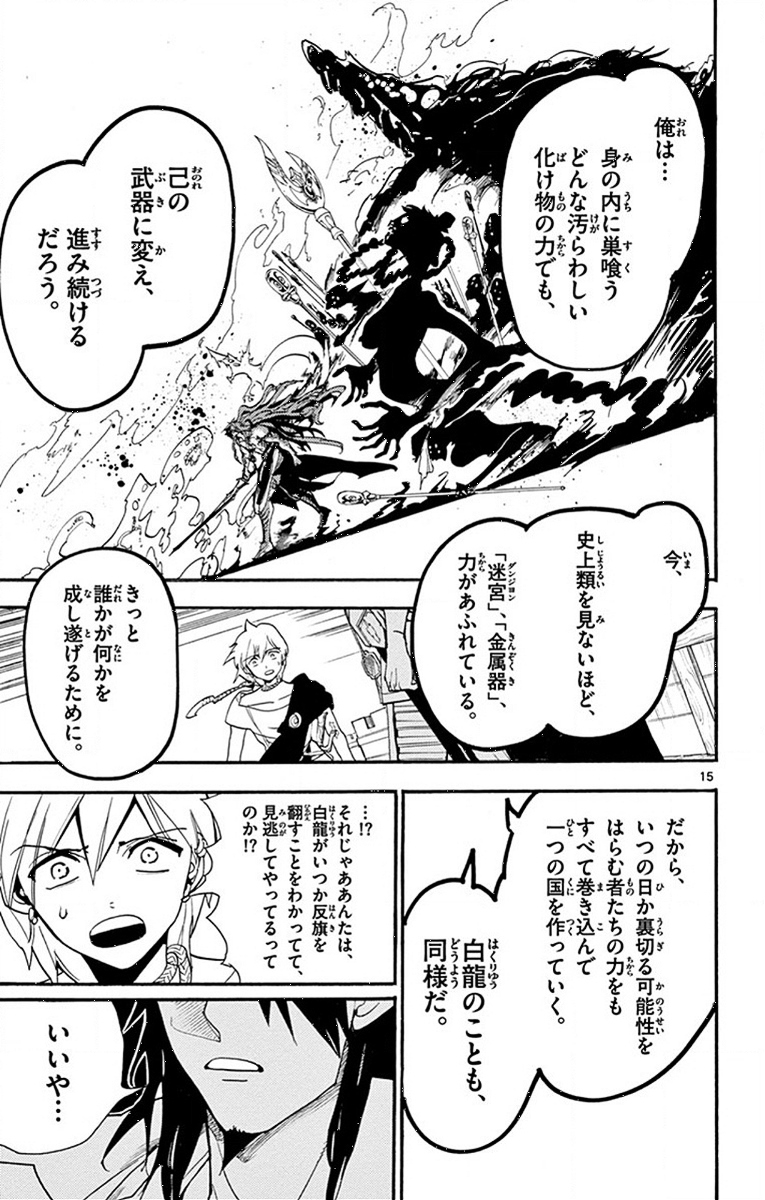 俺は…
身の内に巣喰う
どんな汚らわしい
化け物の力でも、
己の
武器に変え、
進み続ける
だろう。
今、
史上類を見ないほど、
「迷宮」、「金属器」、
力があふれている。
きっと
誰かが何かを
成し遂げるために。
15
だから、
いつの日か裏切る可能性を
はらむ者たちの力をも
すべて巻き込んで
一つの国を作っていく。
白龍のことも、
同様だ。
…!?
それじゃああんたは、
白龍がいつか反旗を
翻すことをわかってて、
見逃してやってるって
のか!?
いいや…